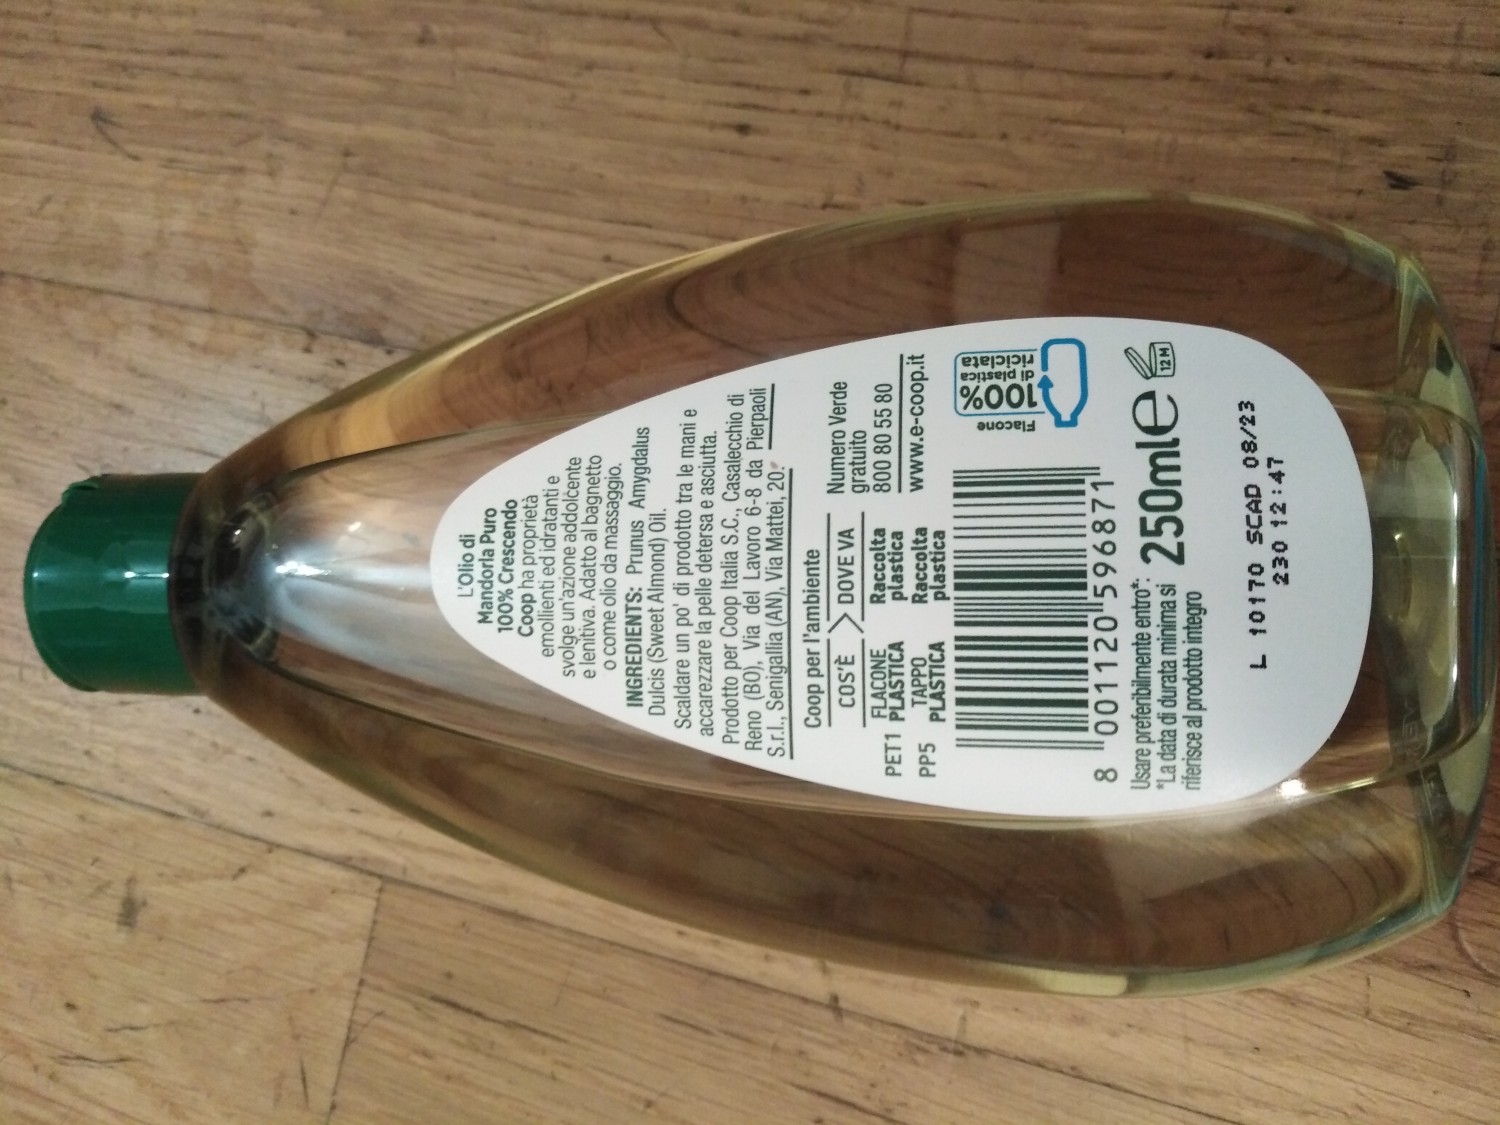 L'Olio di
Mandorla Puro
100% Crescendo
Coop ha proprietà
emollienti ed idratanti e
svolge un'azione addolcente
e lenitiva. Adatto al bagnetto
o come olio da massaggio.
INGREDIENTS: Prunus Amygdalus
Dulcis (Sweet Almond) Oil.
Scaldare un po' di prodotto tra le mani e
accarezzare la pelle detersa e asciutta.
Prodotto per Coop Italia S.C., Casalecchio di
Reno (BO), Via del Lavoro 6-8 da Pierpaoli
S.r.l., Senigallia (AN), Via Mattei, 20.
Coop per l'ambiente
COS'È DOVE VA
PET1 FLACONE PLASTICA Raccolta plastica
PP5 TAPPO PLASTICA Raccolta plastica
Numero Verde
gratuito
800 80 55 80
www.e-coop.it
Flacone
100%
di plastica
riciclata
8 001120 596871
Usare preferibilmente entro*:
*La data di durata minima si
riferisce al prodotto integro
250ml e
12 M
L 10170 SCAD 08/23
230 12:47